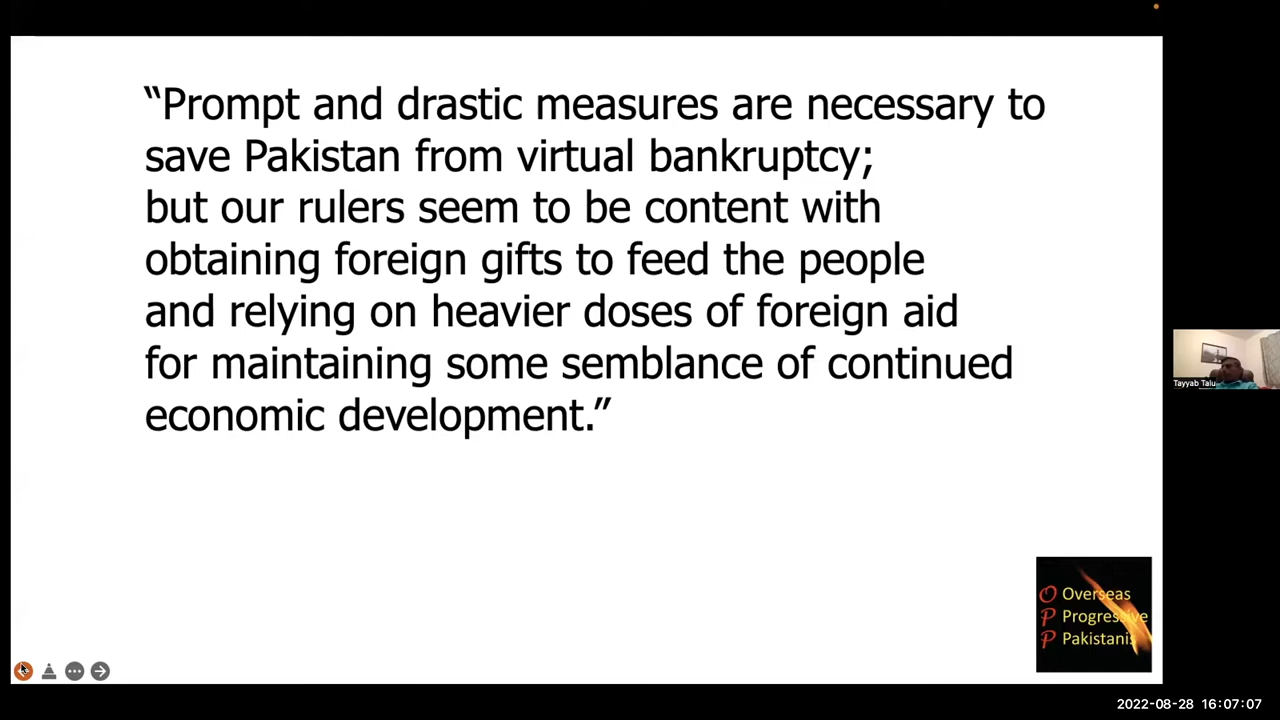 “Prompt and drastic measures are necessary to
save Pakistan from virtual bankruptcy;
but our rulers seem to be content with
obtaining foreign gifts to feed the people
and relying on heavier doses of foreign aid
for maintaining some semblance of continued
economic development.”
Tayyab Talu
O Overseas
P Progressive
P Pakistanis
2022-08-28 16:07:07